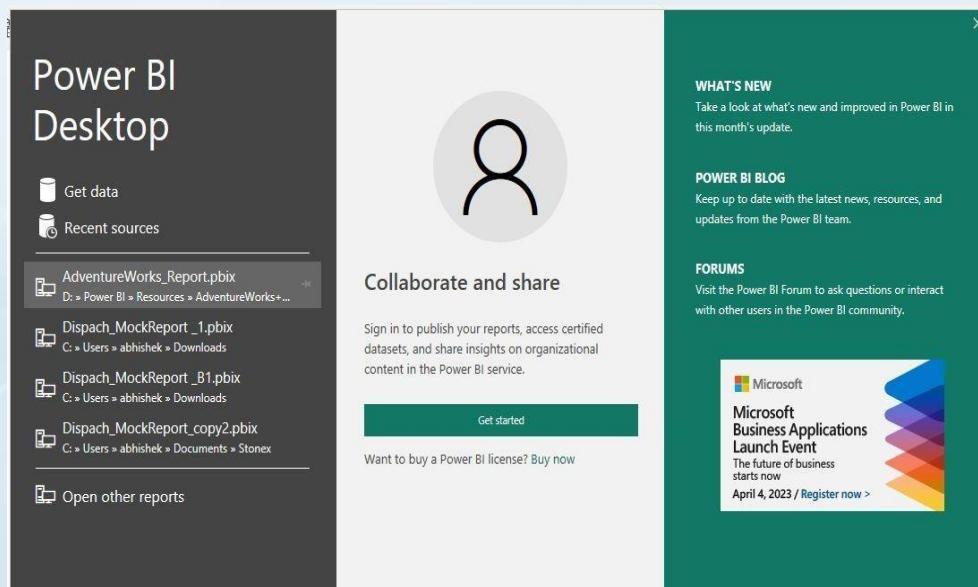 Power BI
Desktop
Get data
Recent sources
AdventureWorks_Report.pbix
D: » Power BI » Resources » AdventureWorks+...
Dispach_MockReport _1.pbix
C: » Users » abhishek » Downloads
Dispach_MockReport _B1.pbix
C: » Users » abhishek » Downloads
Dispach_MockReport_copy2.pbix
C: » Users » abhishek » Documents » Stonex
Open other reports
Collaborate and share
Sign in to publish your reports, access certified
datasets, and share insights on organizational
content in the Power BI service.
Get started
Want to buy a Power BI license? Buy now
WHAT'S NEW
Take a look at what's new and improved in Power BI in
this month's update.
POWER BI BLOG
Keep up to date with the latest news, resources, and
updates from the Power BI team.
FORUMS
Visit the Power BI Forum to ask questions or interact
with other users in the Power BI community.
Microsoft
Microsoft
Business Applications
Launch Event
The future of business
starts now
April 4, 2023 / Register now >